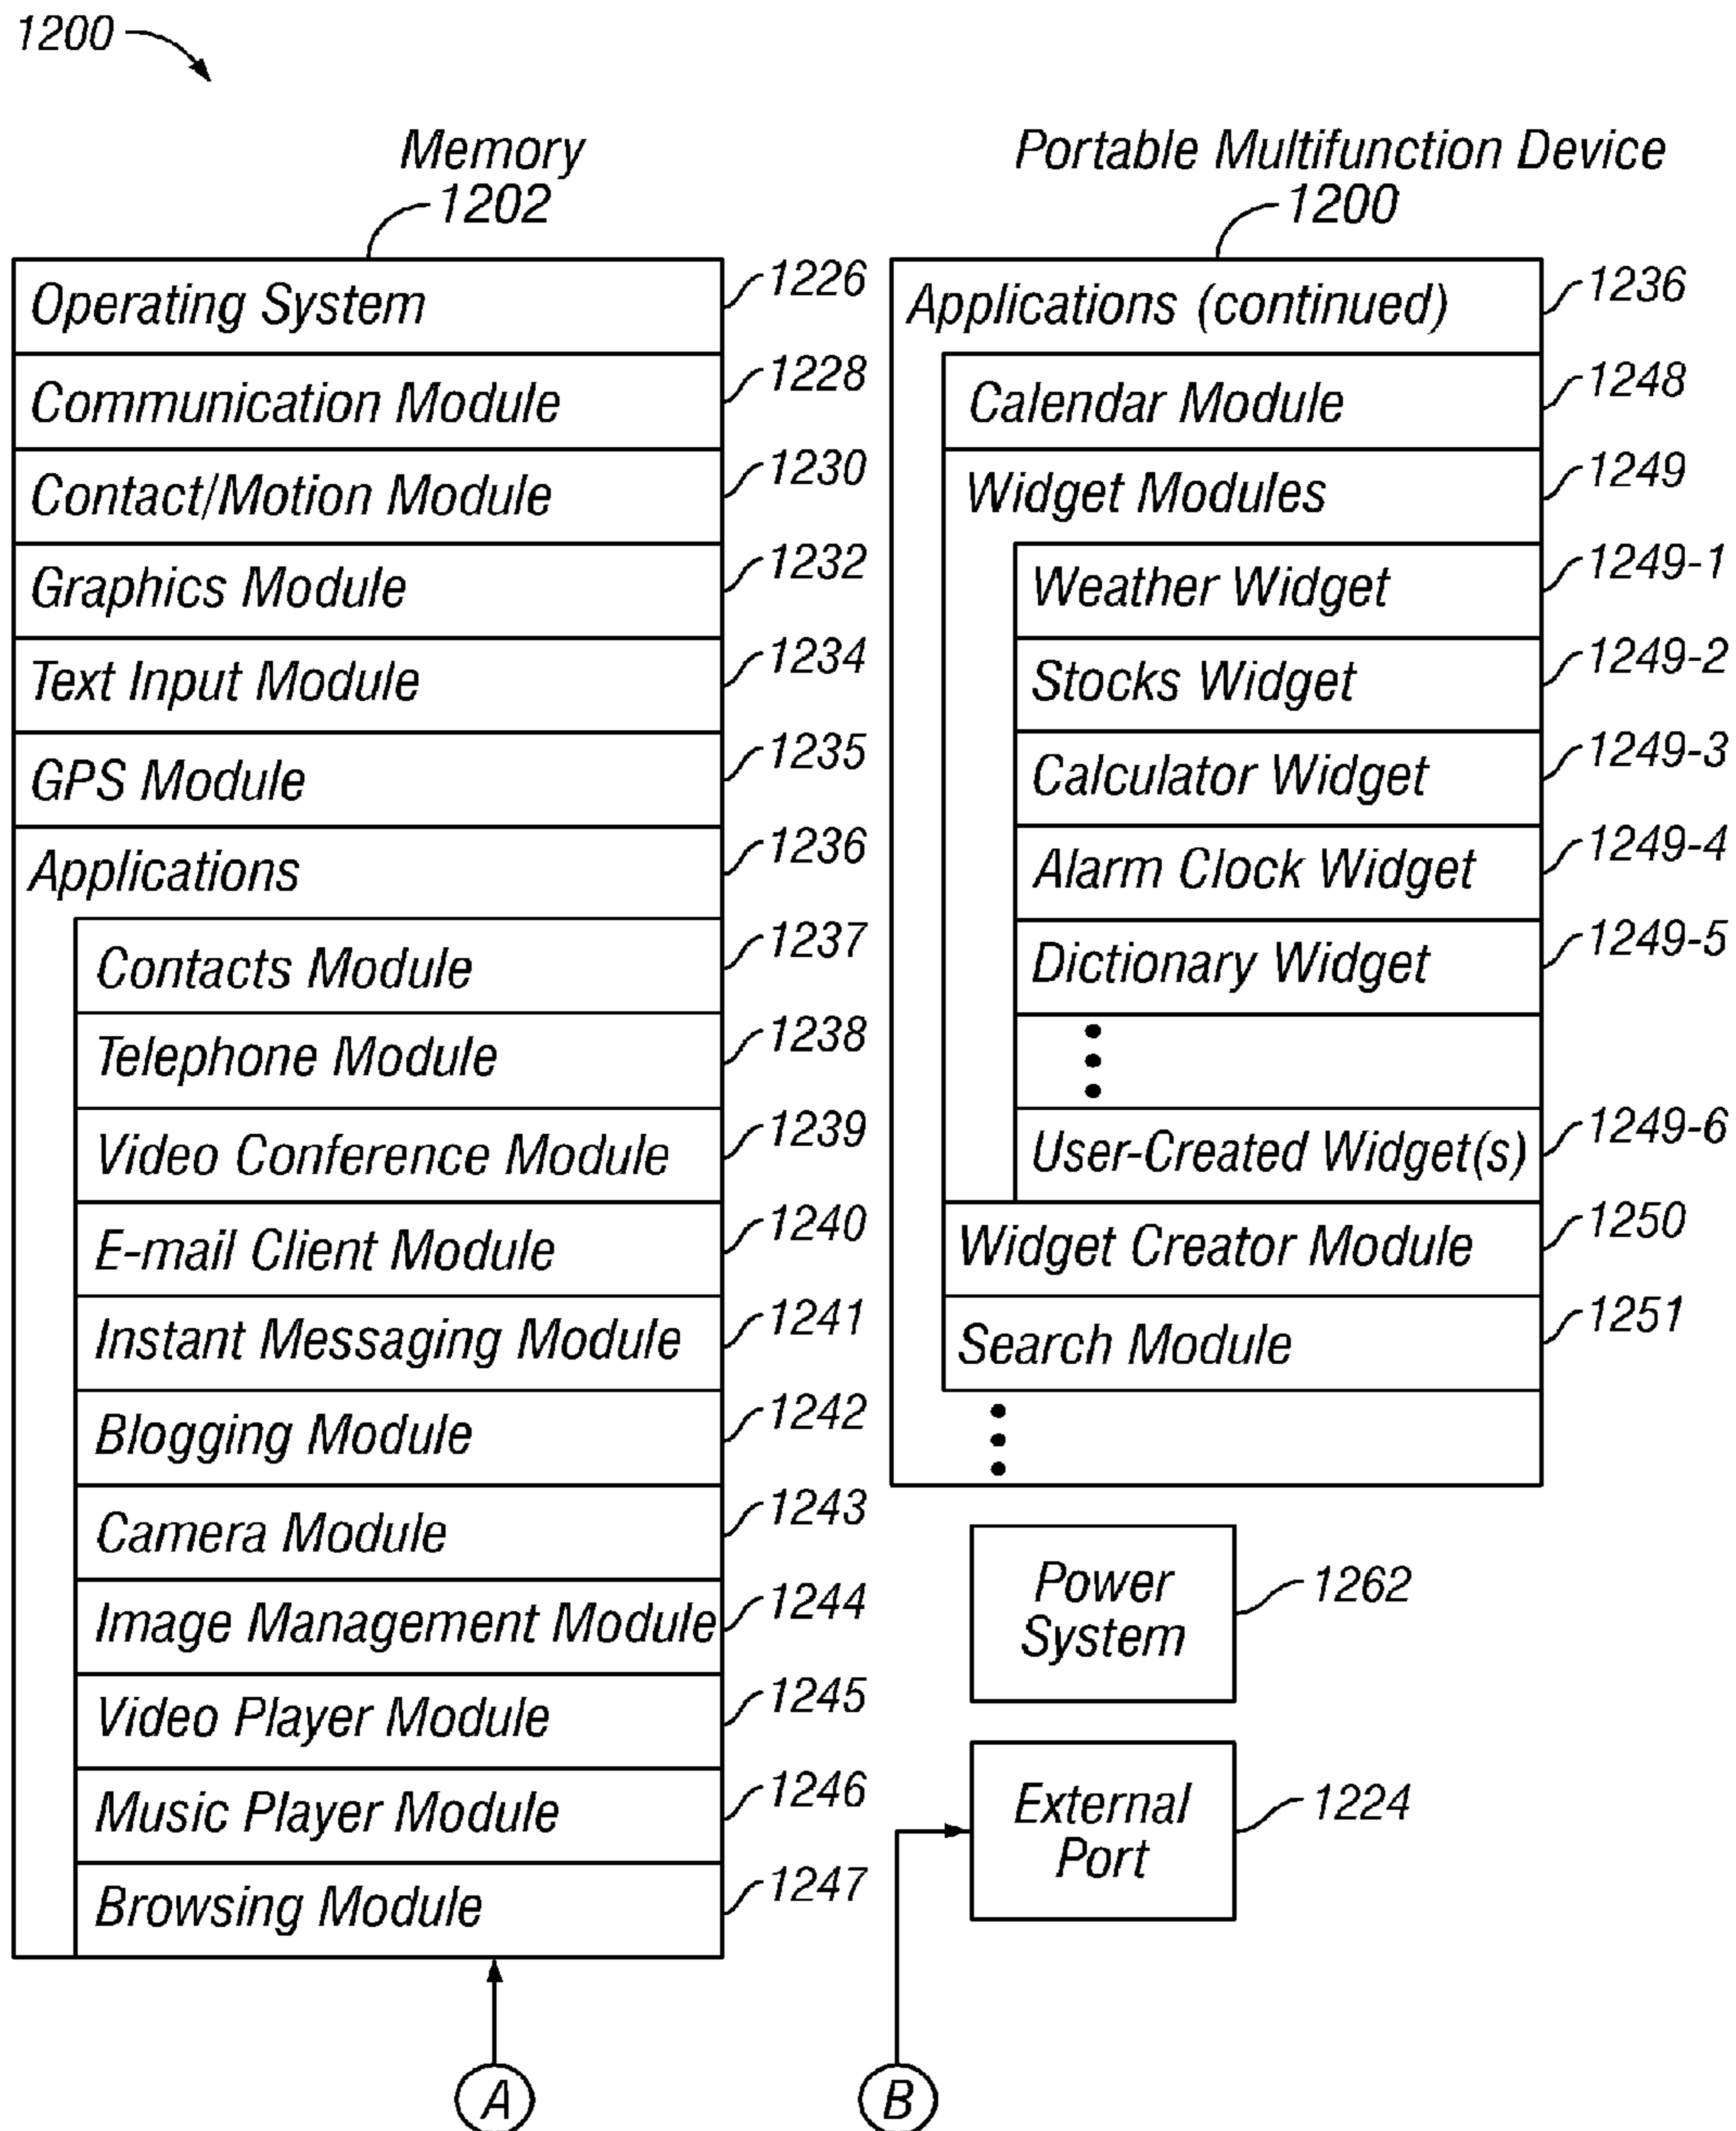 1200
Memory
1202
Operating System
1226
Communication Module
1228
Contact/Motion Module
1230
Graphics Module
1232
Text Input Module
1234
GPS Module
1235
Applications
1236
Contacts Module
1237
Telephone Module
1238
Video Conference Module
1239
E-mail Client Module
1240
Instant Messaging Module
1241
Blogging Module
1242
Camera Module
1243
Image Management Module
1244
Video Player Module
1245
Music Player Module
1246
Browsing Module
1247
A
Portable Multifunction Device
1200
Applications (continued)
1236
Calendar Module
1248
Widget Modules
1249
Weather Widget
1249-1
Stocks Widget
1249-2
Calculator Widget
1249-3
Alarm Clock Widget
1249-4
Dictionary Widget
1249-5
User-Created Widget(s)
1249-6
Widget Creator Module
1250
Search Module
1251
Power
System
1262
External
Port
1224
B